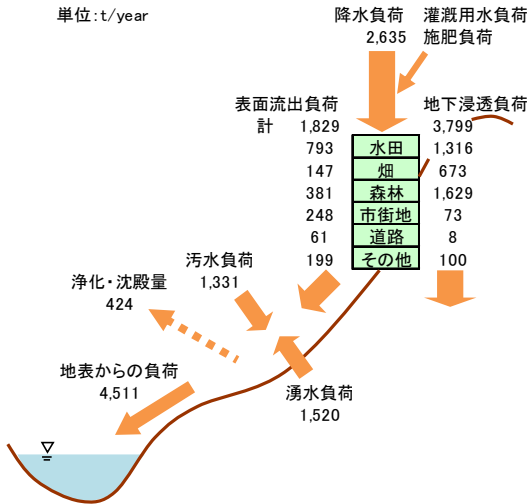 単位:t/year
降水負荷
2,635
灌漑用水負荷
施肥負荷
表面流出負荷
計 1,829
地下浸透負荷
3,799
793 水田 1,316
147 畑 673
381 森林 1,629
248 市街地 73
61 道路 8
199 その他 100
汚水負荷
1,331
浄化・沈殿量
424
地表からの負荷
4,511
湧水負荷
1,520